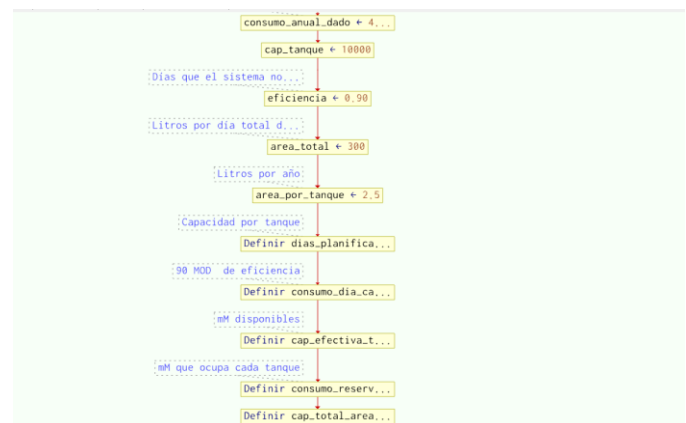 consumo_anual_dado ← 4...
cap_tanque ← 10000
Días que el sistema no...
eficiencia ← 0.90
Litros por día total d...
area_total ← 300
Litros por año
area_por_tanque ← 2.5
Capacidad por tanque
Definir dias_planifica...
90 MOD de eficiencia
Definir consumo_dia_ca...
mM disponibles
Definir cap_efectiva_t...
mM que ocupa cada tanque
Definir consumo_reserv...
Definir cap_total_area...